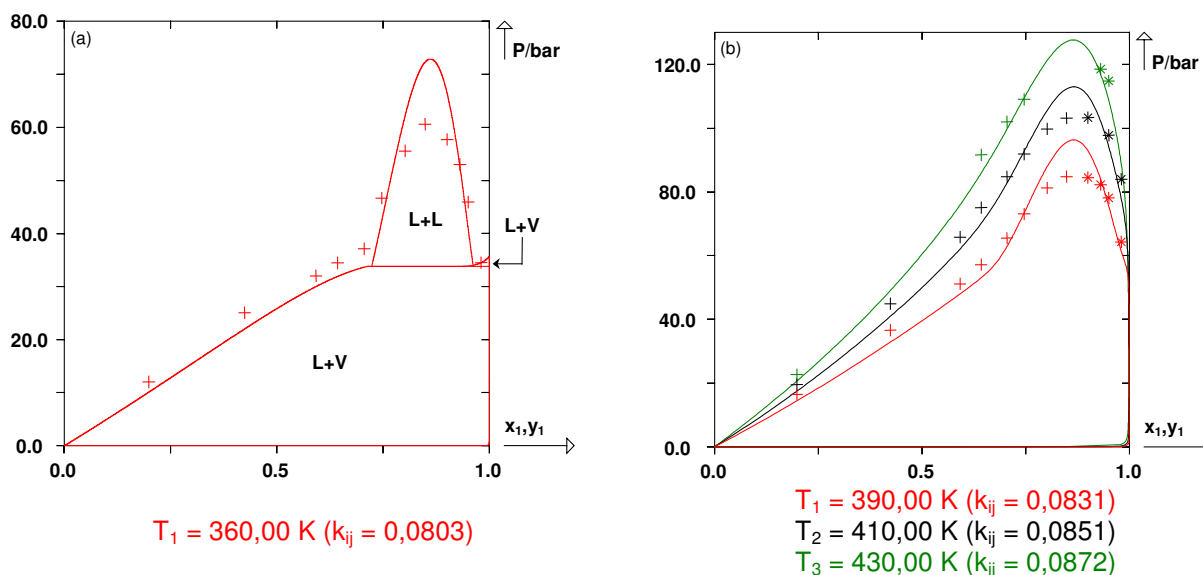 80.0
(a)
P/bar
60.0
40.0
L+L
L+V
20.0
L+V
x1,y1
0.0
0.0
0.5
1.0
T1 = 360,00 K (kij = 0,0803)
(b)
P/bar
120.0
80.0
40.0
x1,y1
0.0
0.0
0.5
1.0
T1 = 390,00 K (kij = 0,0831)
T2 = 410,00 K (kij = 0,0851)
T3 = 430,00 K (kij = 0,0872)